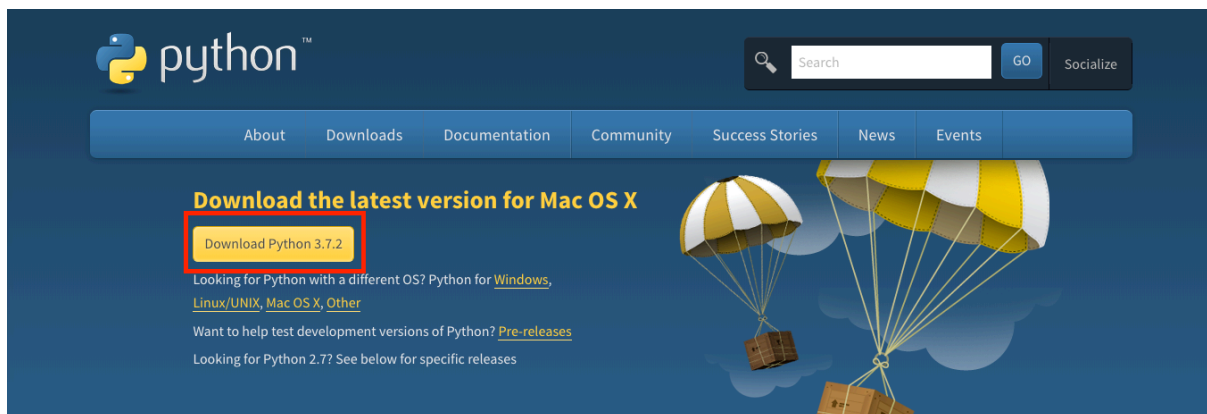 python™
Search
GO
Socialize
About
Downloads
Documentation
Community
Success Stories
News
Events
Download the latest version for Mac OS X
Download Python 3.7.2
Looking for Python with a different OS? Python for Windows,
Linux/UNIX, Mac OS X, Other
Want to help test development versions of Python? Pre-releases
Looking for Python 2.7? See below for specific releases